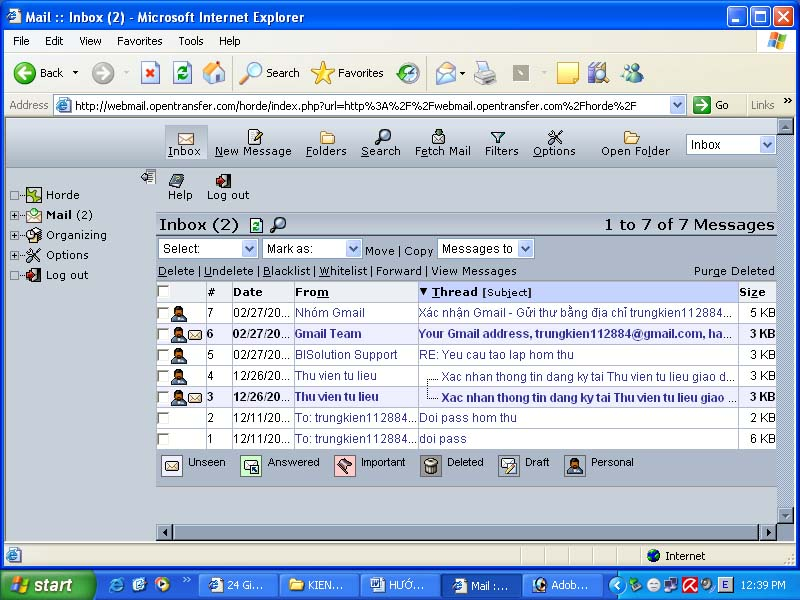 Mail :: Inbox (2) - Microsoft Internet Explorer
File Edit View Favorites Tools Help
Back Search Favorites
Address http://webmail.opentransfer.com/horde/index.php?url=http%3A%2F%2Fwebmail.opentransfer.com%2Fhorde%2F Go Links »
Inbox New Message Folders Search Fetch Mail Filters Options Open Folder Inbox
Help Log out
Horde
Mail (2)
Organizing
Options
Log out
Inbox (2) 1 to 7 of 7 Messages
Select: Mark as: Move | Copy Messages to
Delete | Undelete | Blacklist | Whitelist | Forward | View Messages Purge Deleted
# Date From Thread [Subject] Size
7 02/27/20... Nhóm Gmail Xác nhận Gmail - Gửi thư bằng địa chỉ trungkien112884... 5 KB
6 02/27/20... Gmail Team Your Gmail address, trungkien112884@gmail.com, ha... 3 KB
5 02/27/20... BISolution Support RE: Yeu cau tao lap hom thu 3 KB
4 12/26/20... Thu vien tu lieu Xac nhan thong tin dang ky tai Thu vien tu lieu giao d... 3 KB
3 12/26/20... Thu vien tu lieu Xac nhan thong tin dang ky tai Thu vien tu lieu giao ... 3 KB
2 12/11/20... To: trungkien112884... Doi pass hom thu 2 KB
1 12/11/20... To: trungkien112884... doi pass 6 KB
Unseen Answered Important Deleted Draft Personal
Internet
start » 24 Gi... KIEN... HƯỚ... Mail :... Adob... E 12:39 PM